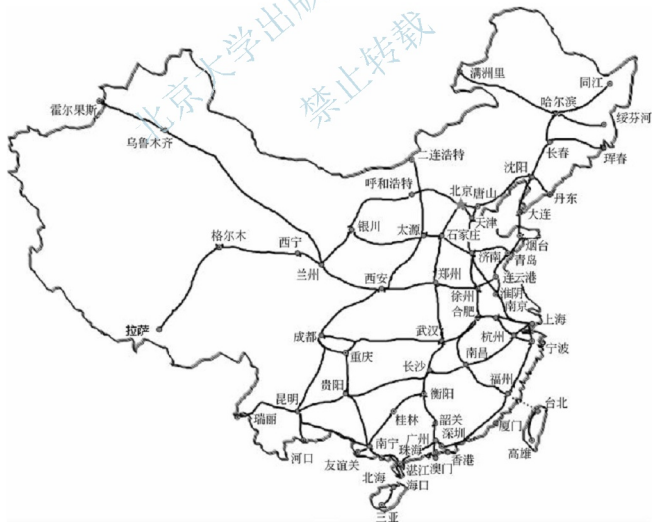 北京大学出版
禁止转载
满洲里
同江
霍尔果斯
哈尔滨
绥芬河
乌鲁木齐
长春
珲春
二连浩特
沈阳
呼和浩特
北京
唐山
丹东
天津
大连
银川
太原
石家庄
格尔木
西宁
济南
烟台
青岛
兰州
西安
郑州
连云港
徐州
淮阴
南京
合肥
上海
拉萨
成都
武汉
杭州
宁波
重庆
南昌
长沙
贵阳
福州
昆明
衡阳
台北
瑞丽
桂林
韶关
厦门
广州
深圳
高雄
河口
南宁
珠海
友谊关
湛江
澳门
香港
北海
海口
三亚